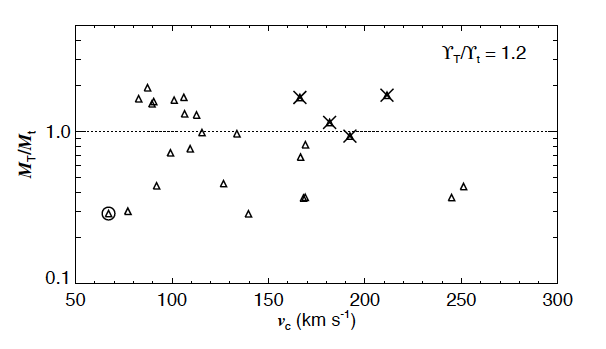 ϒT/ϒt = 1.2
1.0
MT/Mt
0.1
50 100 150 200 250 300
vc (km s-1)